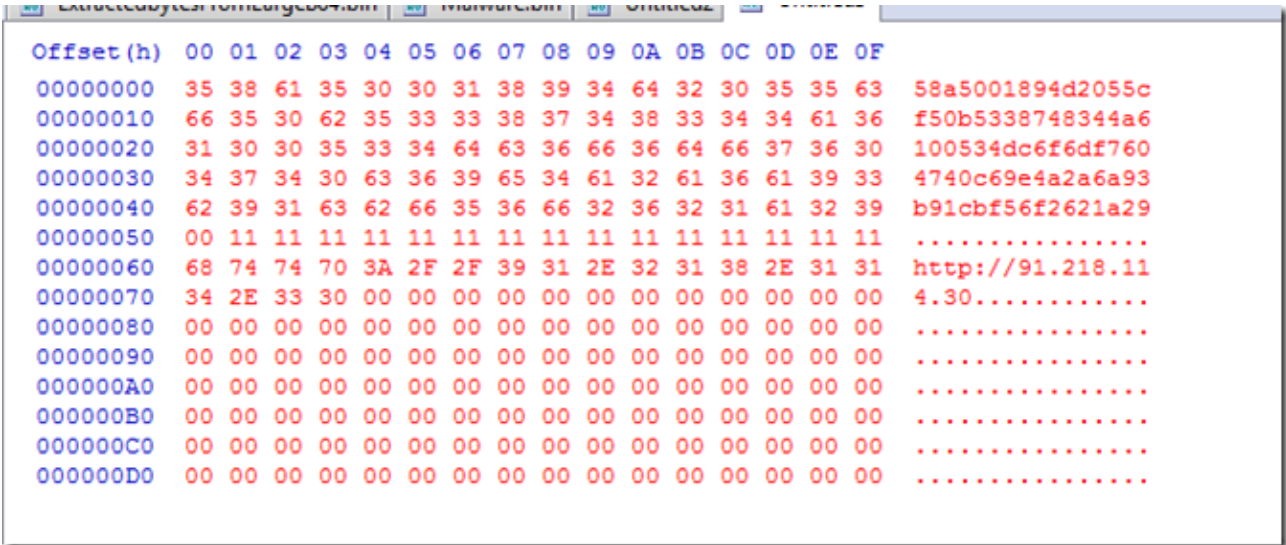 ExtractedbytesFromLargeB64.bin Malware.bin Untitled2
Offset(h) 00 01 02 03 04 05 06 07 08 09 0A 0B 0C 0D 0E 0F
00000000 35 38 61 35 30 30 31 38 39 34 64 32 30 35 35 63 58a5001894d2055c
00000010 66 35 30 62 35 33 33 38 37 34 38 33 34 34 61 36 f50b5338748344a6
00000020 31 30 30 35 33 34 64 63 36 66 36 64 66 37 36 30 100534dc6f6df760
00000030 34 37 34 30 63 36 39 65 34 61 32 61 36 61 39 33 4740c69e4a2a6a93
00000040 62 39 31 63 62 66 35 36 66 32 36 32 31 61 32 39 b91cbf56f2621a29
00000050 00 11 11 11 11 11 11 11 11 11 11 11 11 11 11 11 ................
00000060 68 74 74 70 3A 2F 2F 39 31 2E 32 31 38 2E 31 31 http://91.218.11
00000070 34 2E 33 30 00 00 00 00 00 00 00 00 00 00 00 00 4.30............
00000080 00 00 00 00 00 00 00 00 00 00 00 00 00 00 00 00 ................
00000090 00 00 00 00 00 00 00 00 00 00 00 00 00 00 00 00 ................
000000A0 00 00 00 00 00 00 00 00 00 00 00 00 00 00 00 00 ................
000000B0 00 00 00 00 00 00 00 00 00 00 00 00 00 00 00 00 ................
000000C0 00 00 00 00 00 00 00 00 00 00 00 00 00 00 00 00 ................
000000D0 00 00 00 00 00 00 00 00 00 00 00 00 00 00 00 00 ................